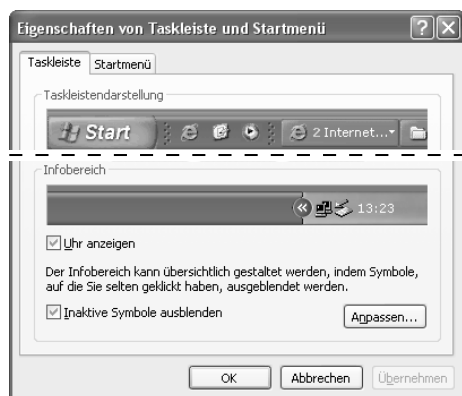 Eigenschaften von Taskleiste und Startmenü
Taskleiste Startmenü
Taskleistendarstellung
Start 2 Internet...
Infobereich
13:23
Uhr anzeigen
Der Infobereich kann übersichtlich gestaltet werden, indem Symbole,
auf die Sie selten geklickt haben, ausgeblendet werden.
Inaktive Symbole ausblenden Anpassen...
OK Abbrechen Übernehmen